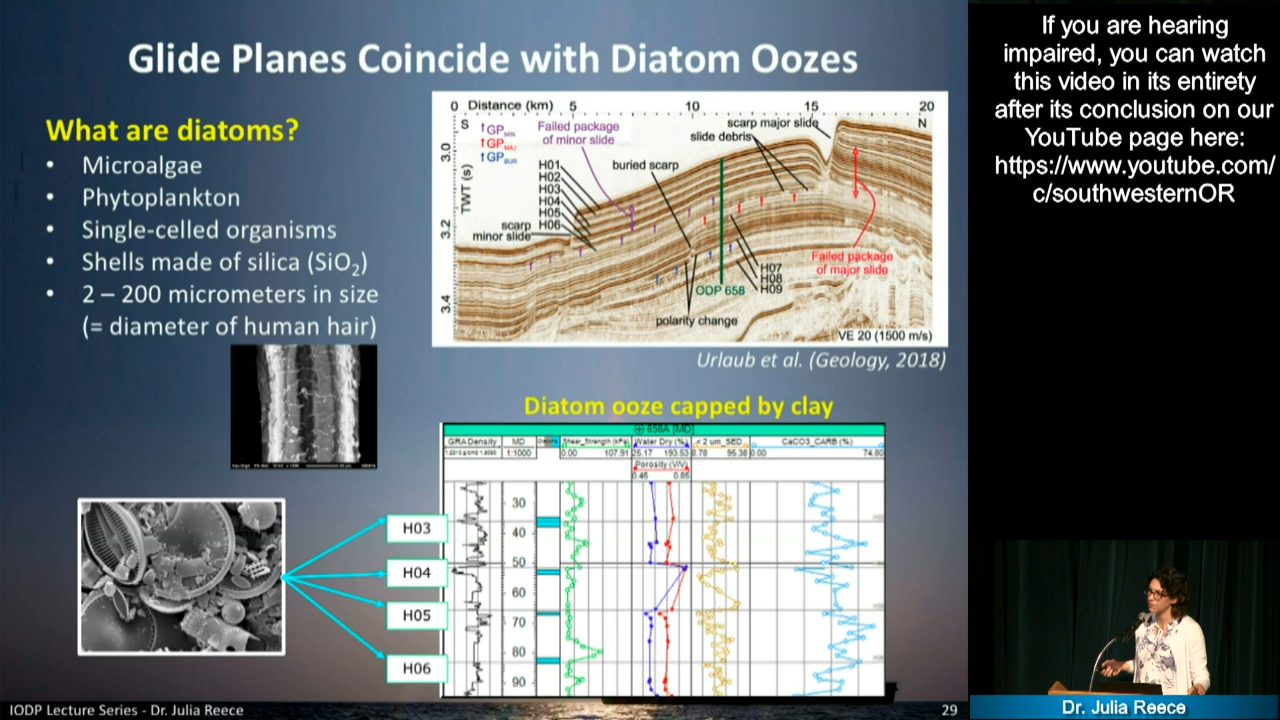 Glide Planes Coincide with Diatom Oozes
What are diatoms?
• Microalgae
• Phytoplankton
• Single-celled organisms
• Shells made of silica (SiO₂)
• 2 – 200 micrometers in size
(= diameter of human hair)
0 Distance (km) 5 10 15 20
S N
TWT (s)
3.0
3.2
3.4
↑GP MIN
↑GP MAJ
↑GP BUR
Failed package
of minor slide
scarp major slide
slide debris
buried scarp
H01
H02
H03
H04
H05
H06
scarp
minor slide
H07
H08
H09
ODP 658
polarity change
Failed package
of major slide
VE 20 (1500 m/s)
Urlaub et al. (Geology, 2018)
Diatom ooze capped by clay
658A [MD]
GRA Density MD Shear_Strength (kPa) Water Dry (%) < 2 um_SED CaCO3_CARB (%)
1:1000 0.00 107.91 25.17 193.53 8.78 95.38 0.00 74.80
Porosity (V/V)
0.45 0.85
30
40
50
60
70
80
90
H03
H04
H05
H06
IODP Lecture Series - Dr. Julia Reece
29
If you are hearing
impaired, you can watch
this video in its entirety
after its conclusion on our
YouTube page here:
https://www.youtube.com/
c/southwesternOR
Dr. Julia Reece